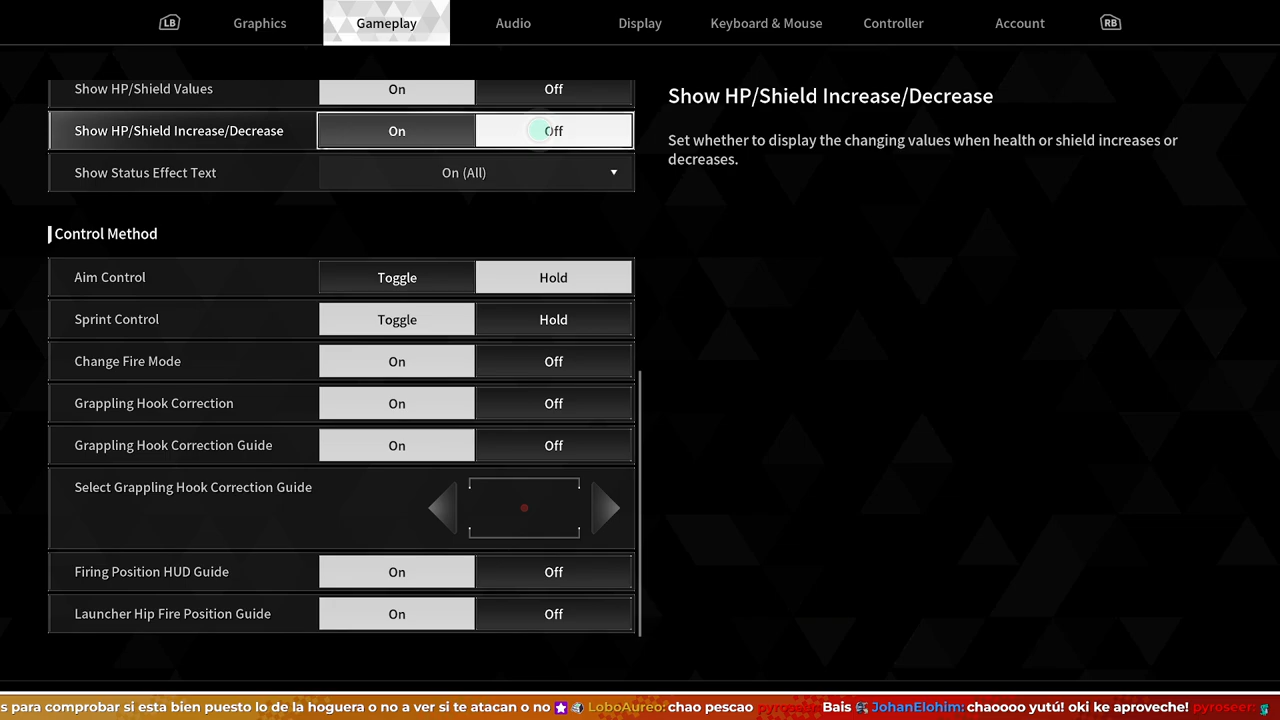 LB Graphics Gameplay Audio Display Keyboard & Mouse Controller Account RB
Show HP/Shield Values On Off
Show HP/Shield Increase/Decrease On Off
Show Status Effect Text On (All)
Show HP/Shield Increase/Decrease
Set whether to display the changing values when health or shield increases or
decreases.
Control Method
Aim Control Toggle Hold
Sprint Control Toggle Hold
Change Fire Mode On Off
Grappling Hook Correction On Off
Grappling Hook Correction Guide On Off
Select Grappling Hook Correction Guide
Firing Position HUD Guide On Off
Launcher Hip Fire Position Guide On Off
s para comprobar si esta bien puesto lo de la hoguera o no a ver si te atacan o no LoboAureo: chao pescao pyroseer: Bais JohanElohim: chaoooo yutú! oki ke aproveche! pyroseer: